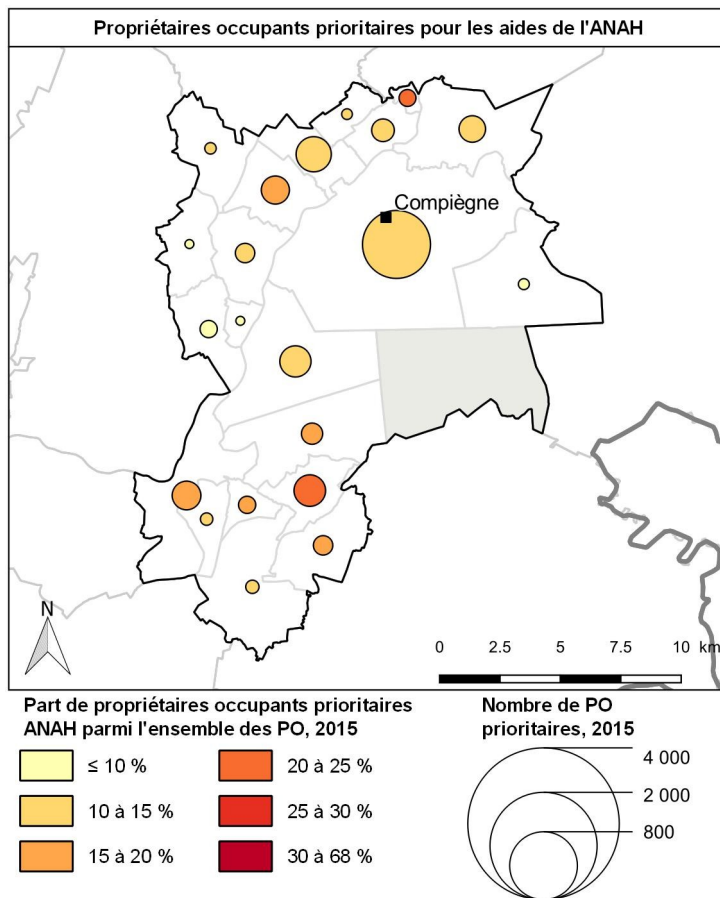 Propriétaires occupants prioritaires pour les aides de l'ANAH
Compiègne
N
0 2.5 5 7.5 10 km
Part de propriétaires occupants prioritaires
ANAH parmi l'ensemble des PO, 2015
≤ 10 %
10 à 15 %
15 à 20 %
20 à 25 %
25 à 30 %
30 à 68 %
Nombre de PO
prioritaires, 2015
4 000
2 000
800